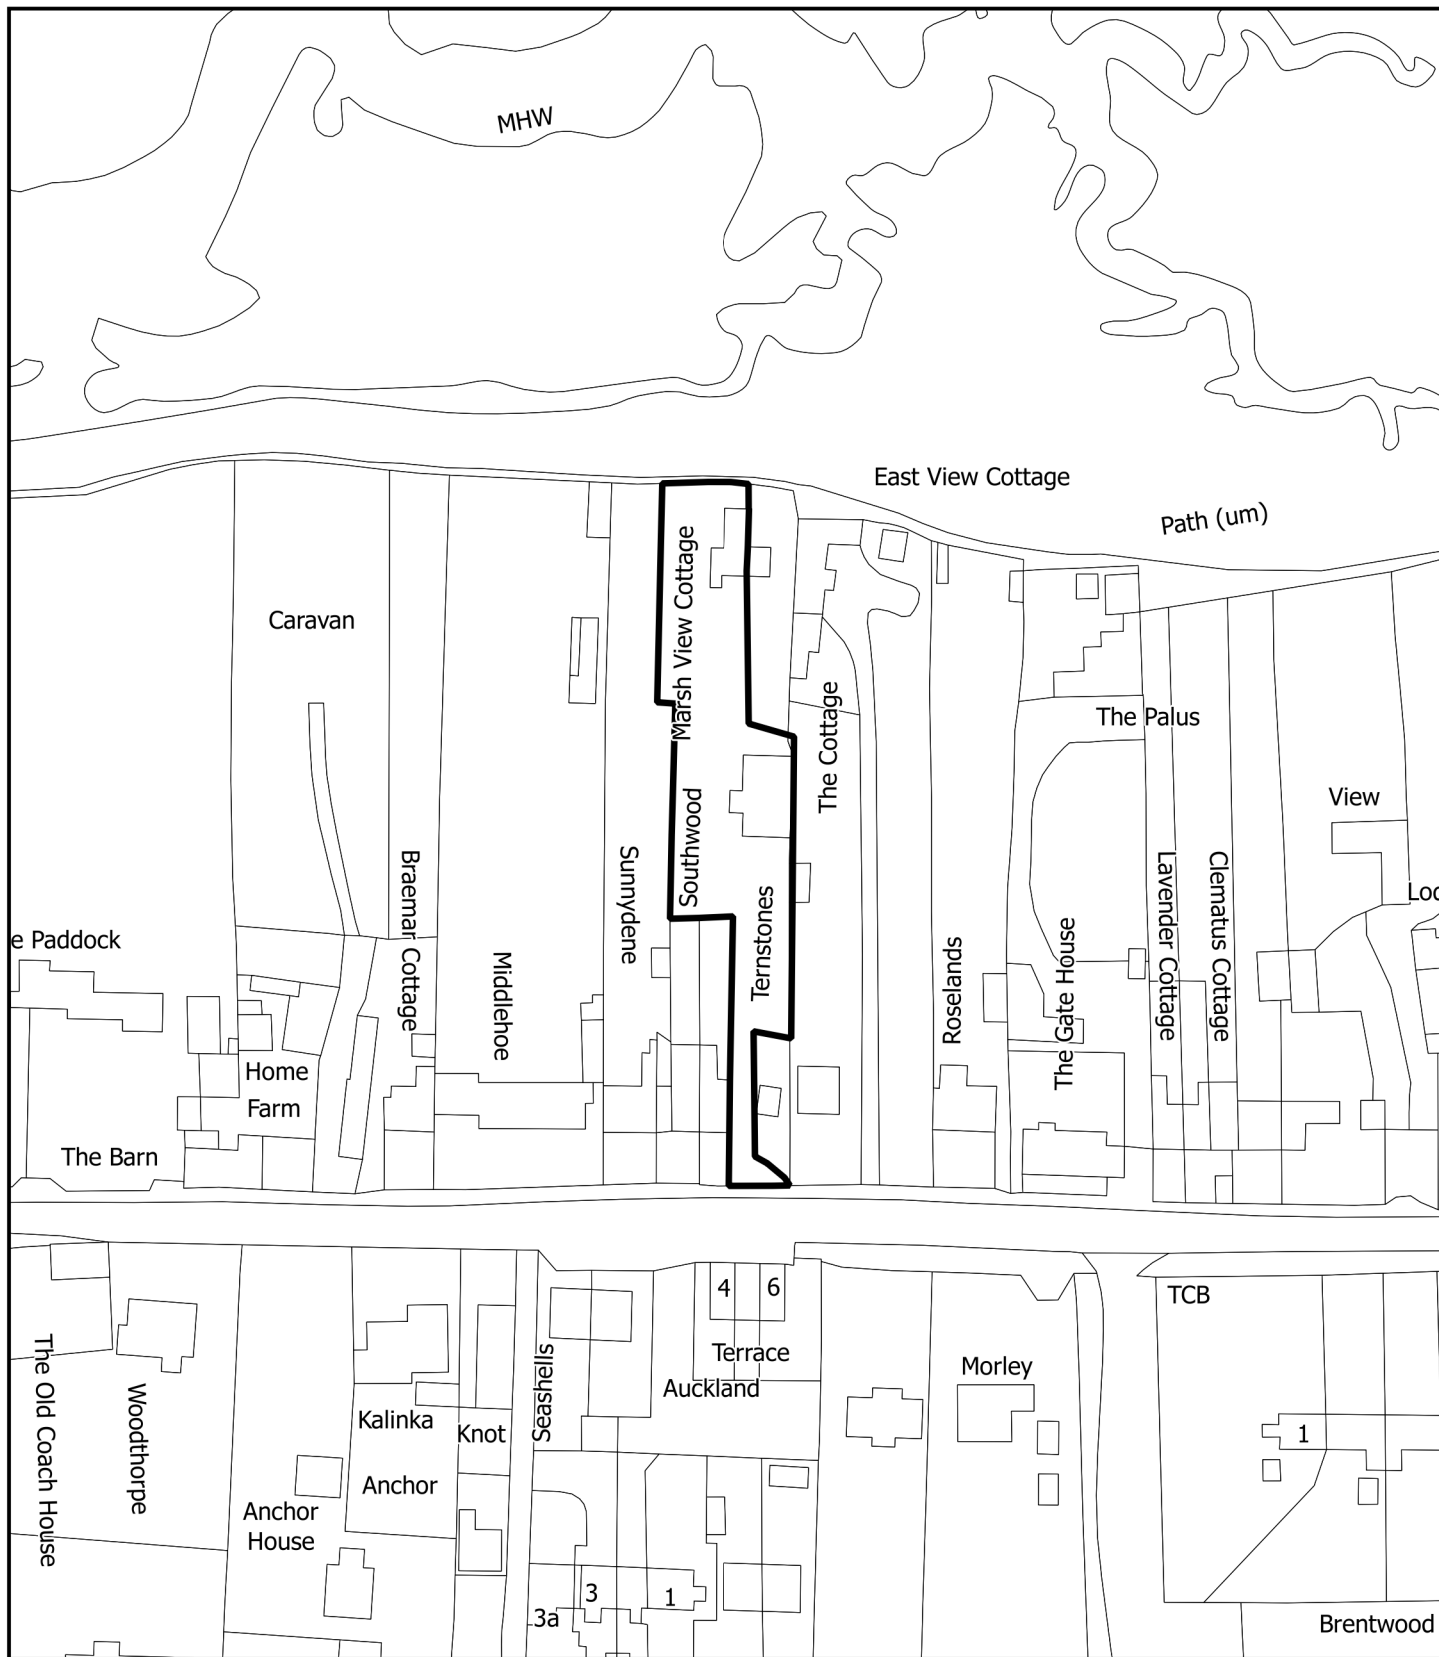 MHW
East View Cottage
Path (um)
Marsh View Cottage
Caravan
The Cottage
The Palus
View
Southwood
Sunnydene
Braemar Cottage
Lavender Cottage
Clematus Cottage
Loc
Ternstones
e Paddock
Middlehoe
Roselands
The Gate House
Home
Farm
The Barn
4
6
TCB
The Old Coach House
Woodthorpe
Seashells
Terrace
Auckland
Morley
Kalinka
Knot
1
Anchor
Anchor
House
3
1
3a
Brentwood